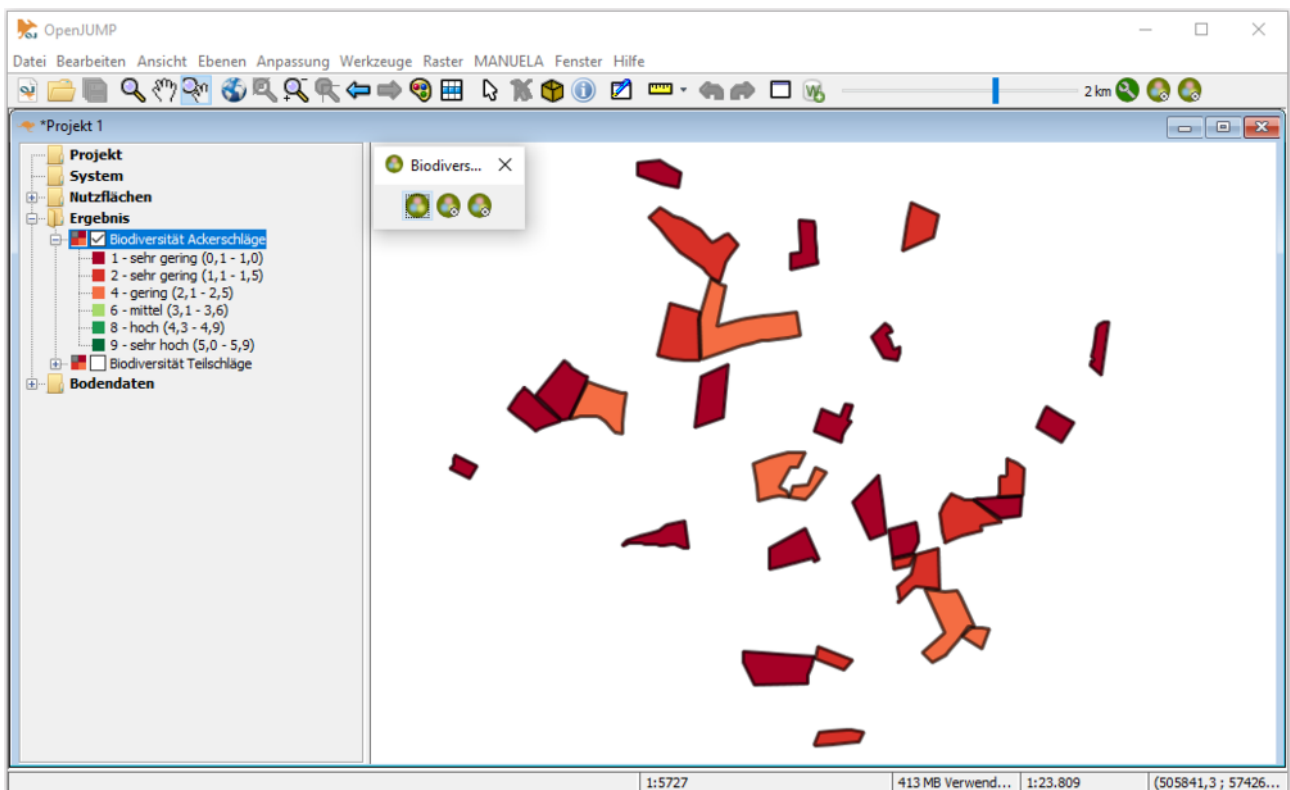 OpenJUMP
Datei Bearbeiten Ansicht Ebenen Anpassung Werkzeuge Raster MANUELA Fenster Hilfe
2 km
*Projekt 1
Projekt
System
Nutzflächen
Ergebnis
Biodiversität Ackerschläge
1 - sehr gering (0,1 - 1,0)
2 - sehr gering (1,1 - 1,5)
4 - gering (2,1 - 2,5)
6 - mittel (3,1 - 3,6)
8 - hoch (4,3 - 4,9)
9 - sehr hoch (5,0 - 5,9)
Biodiversität Teilschläge
Bodendaten
Biodivers...
1:5727 413 MB Verwend... 1:23.809 (505841,3 ; 57426...